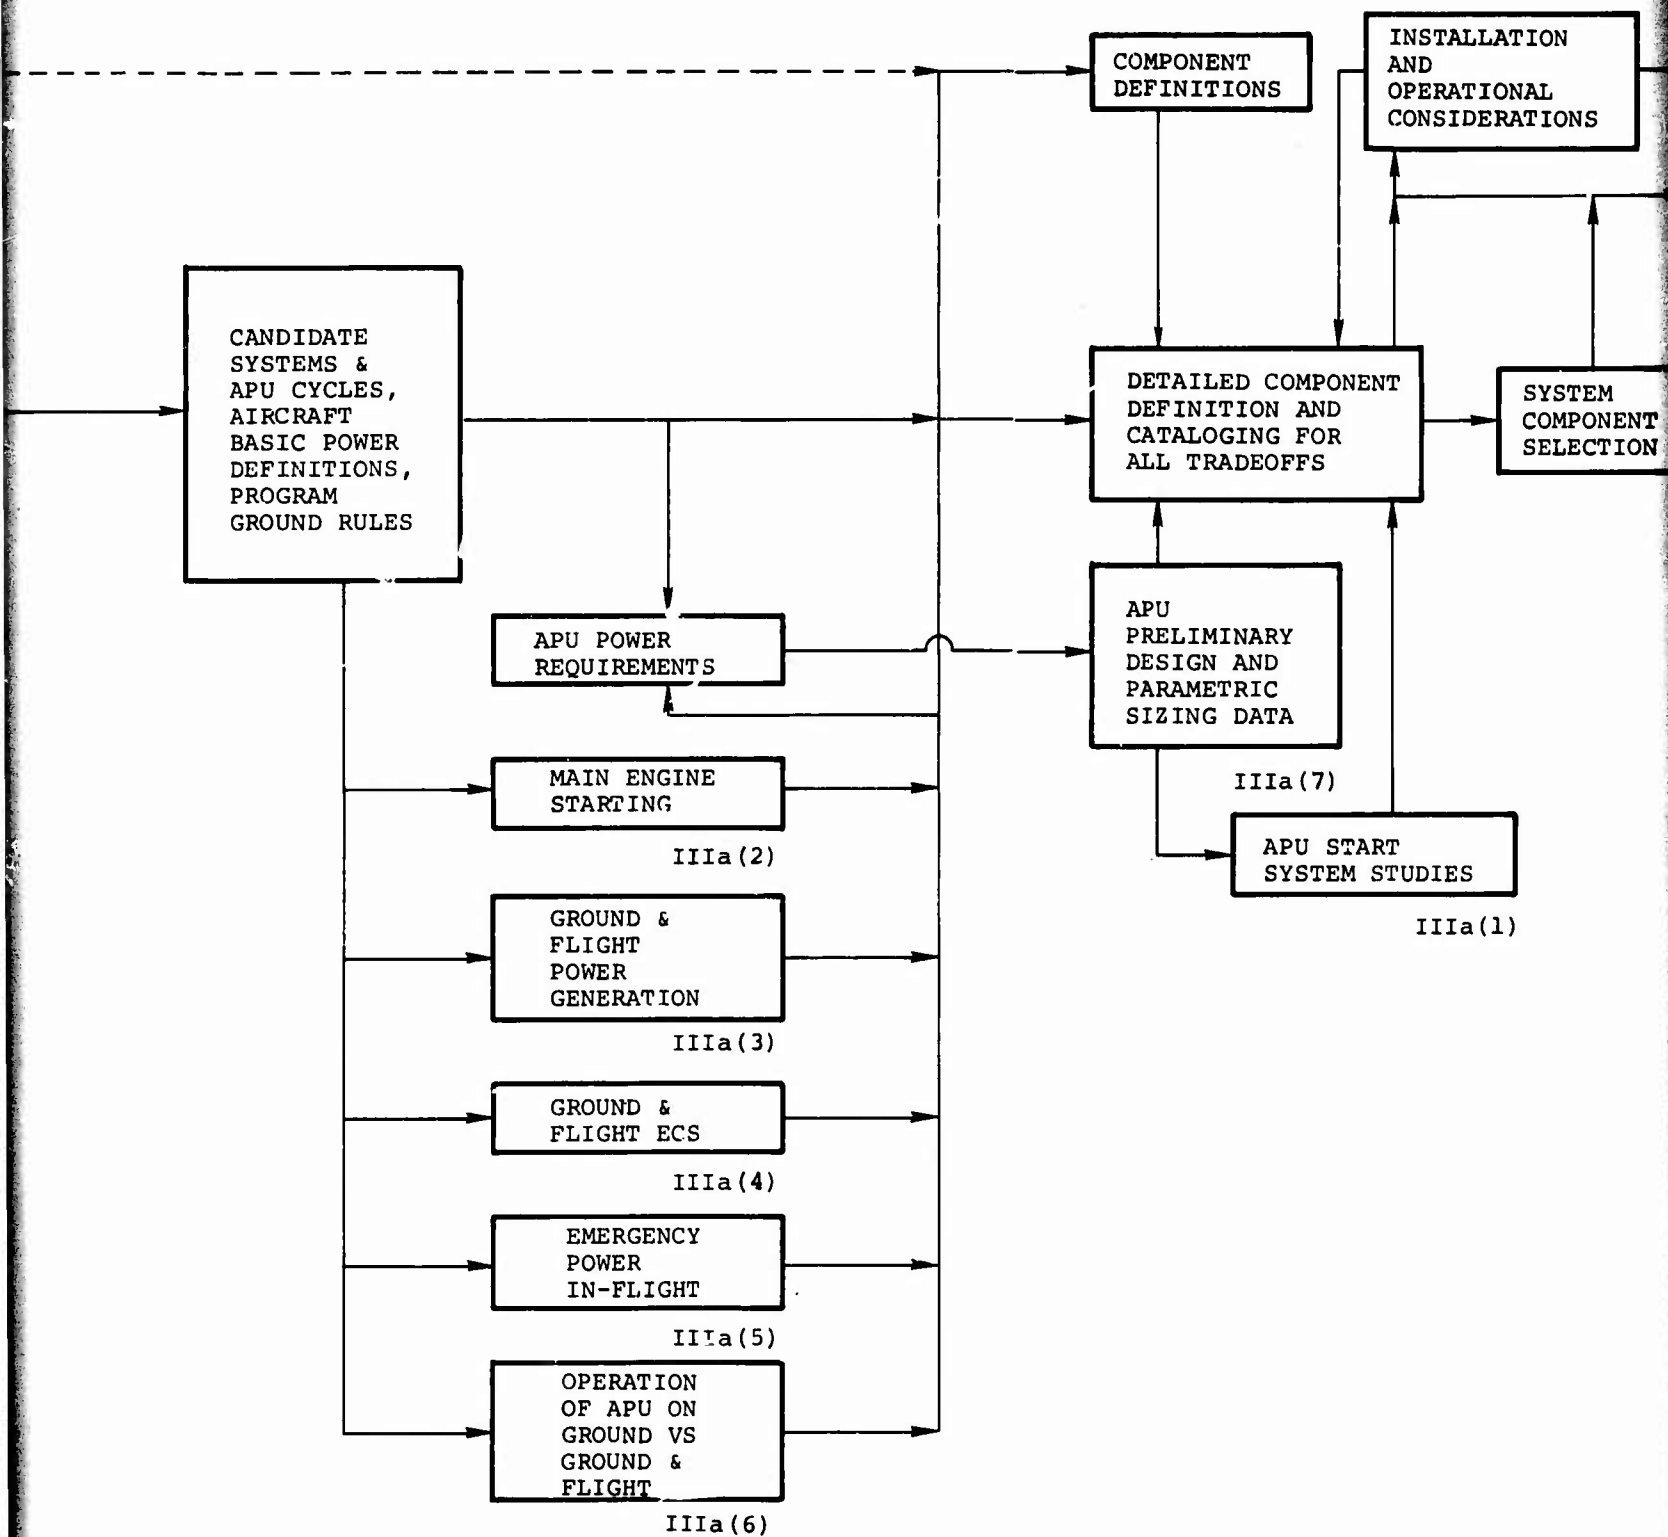 COMPONENT
DEFINITIONS
INSTALLATION
AND
OPERATIONAL
CONSIDERATIONS
CANDIDATE
SYSTEMS &
APU CYCLES,
AIRCRAFT
BASIC POWER
DEFINITIONS,
PROGRAM
GROUND RULES
DETAILED COMPONENT
DEFINITION AND
CATALOGING FOR
ALL TRADEOFFS
SYSTEM
COMPONENT
SELECTION
APU POWER
REQUIREMENTS
APU
PRELIMINARY
DESIGN AND
PARAMETRIC
SIZING DATA
IIIa(7)
MAIN ENGINE
STARTING
IIIa(2)
APU START
SYSTEM STUDIES
IIIa(1)
GROUND &
FLIGHT
POWER
GENERATION
IIIa(3)
GROUND &
FLIGHT ECS
IIIa(4)
EMERGENCY
POWER
IN-FLIGHT
IIIa(5)
OPERATION
OF APU ON
GROUND VS
GROUND &
FLIGHT
IIIa(6)